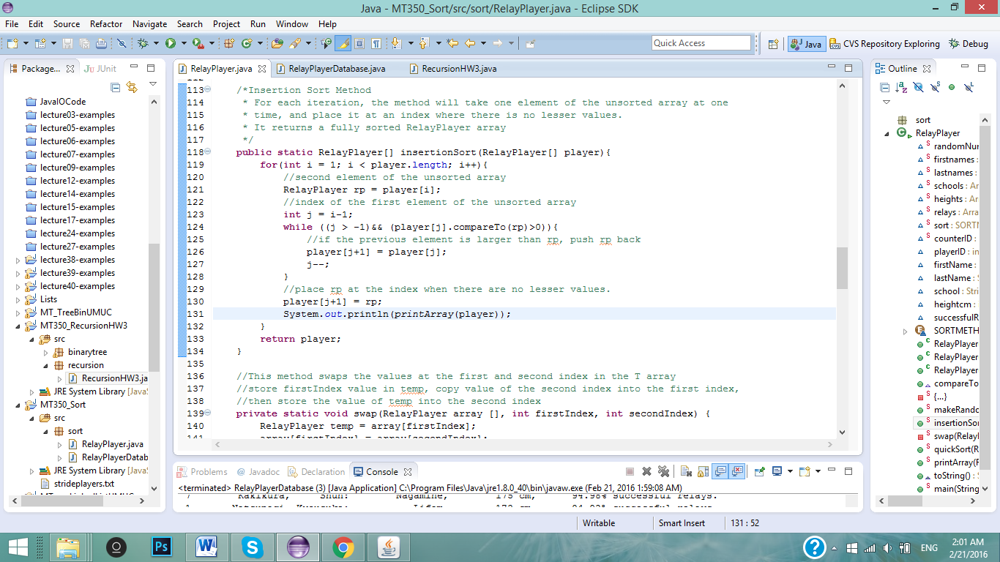 Java - MT350_Sort/src/sort/RelayPlayer.java - Eclipse SDK
File Edit Source Refactor Navigate Search Project Run Window Help
Quick Access
Java
CVS Repository Exploring
Debug
Package...
JUnit
JavaIOCode
lecture03-examples
lecture05-examples
lecture06-examples
lecture07-examples
lecture09-examples
lecture12-examples
lecture14-examples
lecture15-examples
lecture17-examples
lecture24-examples
lecture27-examples
lecture38-examples
lecture39-examples
lecture40-examples
Lists
MT_TreeBinUMUC
MT350_RecursionHW3
src
binarytree
recursion
RecursionHW3.ja
JRE System Library [JavaS
MT350_Sort
src
sort
RelayPlayer.java
RelayPlayerDatab
JRE System Library [JavaS
strideplayers.txt
RelayPlayer.java
RelayPlayerDatabase.java
RecursionHW3.java
113 /*Insertion Sort Method
114 * For each iteration, the method will take one element of the unsorted array at one
115 * time, and place it at an index where there is no lesser values.
116 * It returns a fully sorted RelayPlayer array
117 */
118 public static RelayPlayer[] insertionSort(RelayPlayer[] player){
119 for(int i = 1; i < player.length; i++){
120 //second element of the unsorted array
121 RelayPlayer rp = player[i];
122 //index of the first element of the unsorted array
123 int j = i-1;
124 while ((j > -1)&& (player[j].compareTo(rp)>0)){
125 //if the previous element is larger than rp, push rp back
126 player[j+1] = player[j];
127 j--;
128 }
129 //place rp at the index when there are no lesser values.
130 player[j+1] = rp;
131 System.out.println(printArray(player));
132 }
133 return player;
134 }
135
136 //This method swaps the values at the first and second index in the T array
137 //store firstIndex value in temp, copy value of the second index into the first index,
138 //then store the value of temp into the second index
139 private static void swap(RelayPlayer array [], int firstIndex, int secondIndex) {
140 RelayPlayer temp = array[firstIndex];
141 array[firstIndex] = array[secondIndex];
Problems
@ Javadoc
Declaration
Console
<terminated> RelayPlayerDatabase (3) [Java Application] C:\Program Files\Java\jre1.8.0_40\bin\javaw.exe (Feb 21, 2016 1:59:08 AM)
7 Kakikura, Shun: Nagamine, 175 cm, 94.98% successful relays.
Outline
sort
RelayPlayer
randomNur
firstnames :
lastnames :
schools : Ar
heights : Ar
relays : Arra
sort : SORTM
counterID :
playerID : in
firstName :
lastName : S
school : Stri
heightcm :
successfulR
SORTMETH
RelayPlayer
RelayPlayer
RelayPlayer
compareTo
{...}
makeRando
insertionSor
swap(RelayI
quickSort(R
printArray(F
toString() : S
main(String
Writable
Smart Insert
131 : 52
Ps
ENG
2:01 AM
2/21/2016